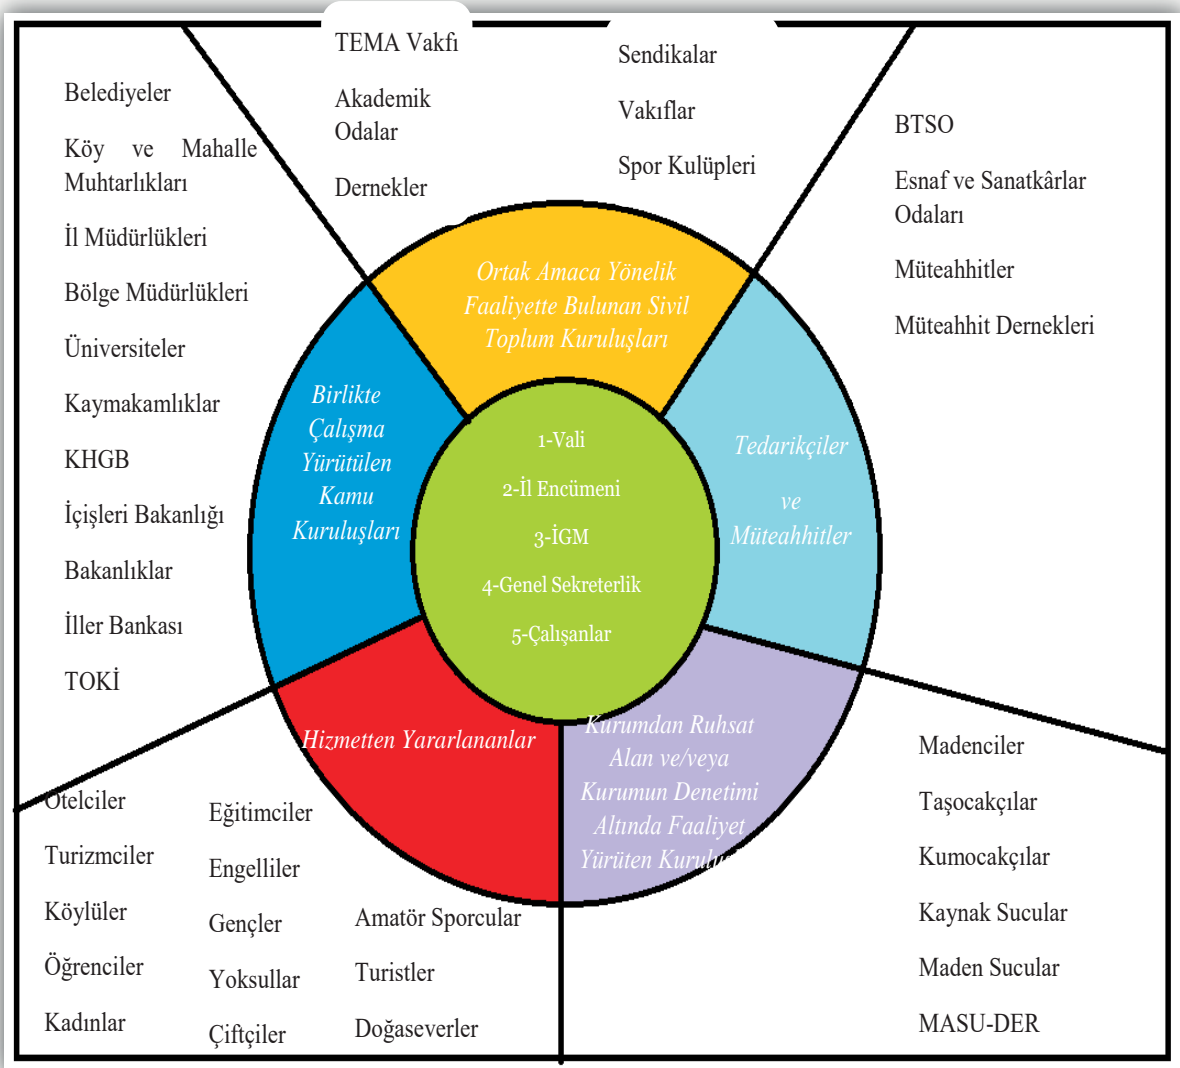 TEMA Vakfı
Akademik
Odalar
Dernekler
Sendikalar
Vakıflar
Spor Kulüpleri
Belediyeler
Köy ve Mahalle
Muhtarlıkları
İl Müdürlükleri
Bölge Müdürlükleri
Üniversiteler
Kaymakamlıklar
KHGB
İçişleri Bakanlığı
Bakanlıklar
İller Bankası
TOKİ
BTSO
Esnaf ve Sanatkârlar
Odaları
Müteahhitler
Müteahhit Dernekleri
Ortak Amaca Yönelik
Faaliyette Bulunan Sivil
Toplum Kuruluşları
Birlikte
Çalışma
Yürütülen
Kamu
Kuruluşları
1-Vali
2-İl Encümeni
3-İGM
4-Genel Sekreterlik
5-Çalışanlar
Tedarikçiler
ve
Müteahhitler
Hizmetten Yararlananlar
Kurumdan Ruhsat
Alan ve/veya
Kurumun Denetimi
Altında Faaliyet
Yürüten
Otelciler
Turizmciler
Köylüler
Öğrenciler
Kadınlar
Eğitimciler
Engelliler
Gençler
Yoksullar
Çiftçiler
Amatör Sporcular
Turistler
Doğaseverler
Madenciler
Taşocakçılar
Kumocakçılar
Kaynak Sucular
Maden Sucular
MASU-DER